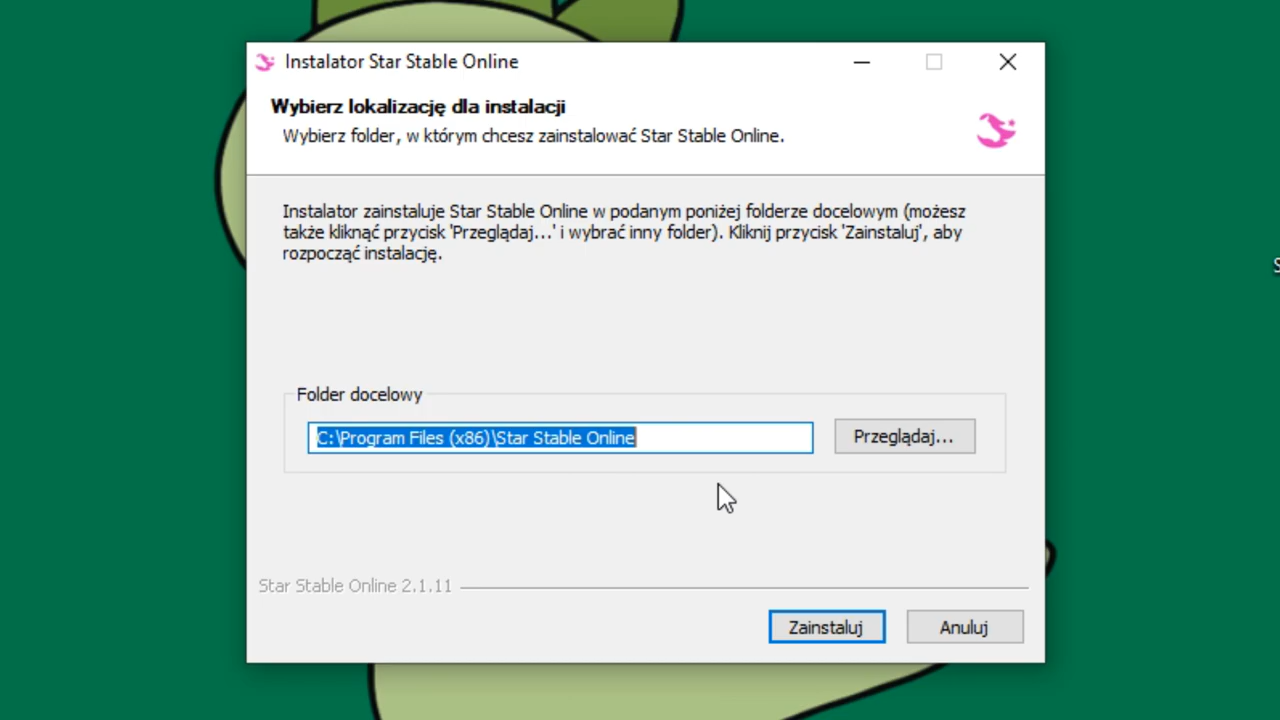 Instalator Star Stable Online
Wybierz lokalizację dla instalacji
Wybierz folder, w którym chcesz zainstalować Star Stable Online.
Instalator zainstaluje Star Stable Online w podanym poniżej folderze docelowym (możesz
także kliknąć przycisk 'Przeglądaj...' i wybrać inny folder). Kliknij przycisk 'Zainstaluj', aby
rozpocząć instalację.
Folder docelowy
C:\Program Files (x86)\Star Stable Online
Przeglądaj...
Star Stable Online 2.1.11
Zainstaluj
Anuluj